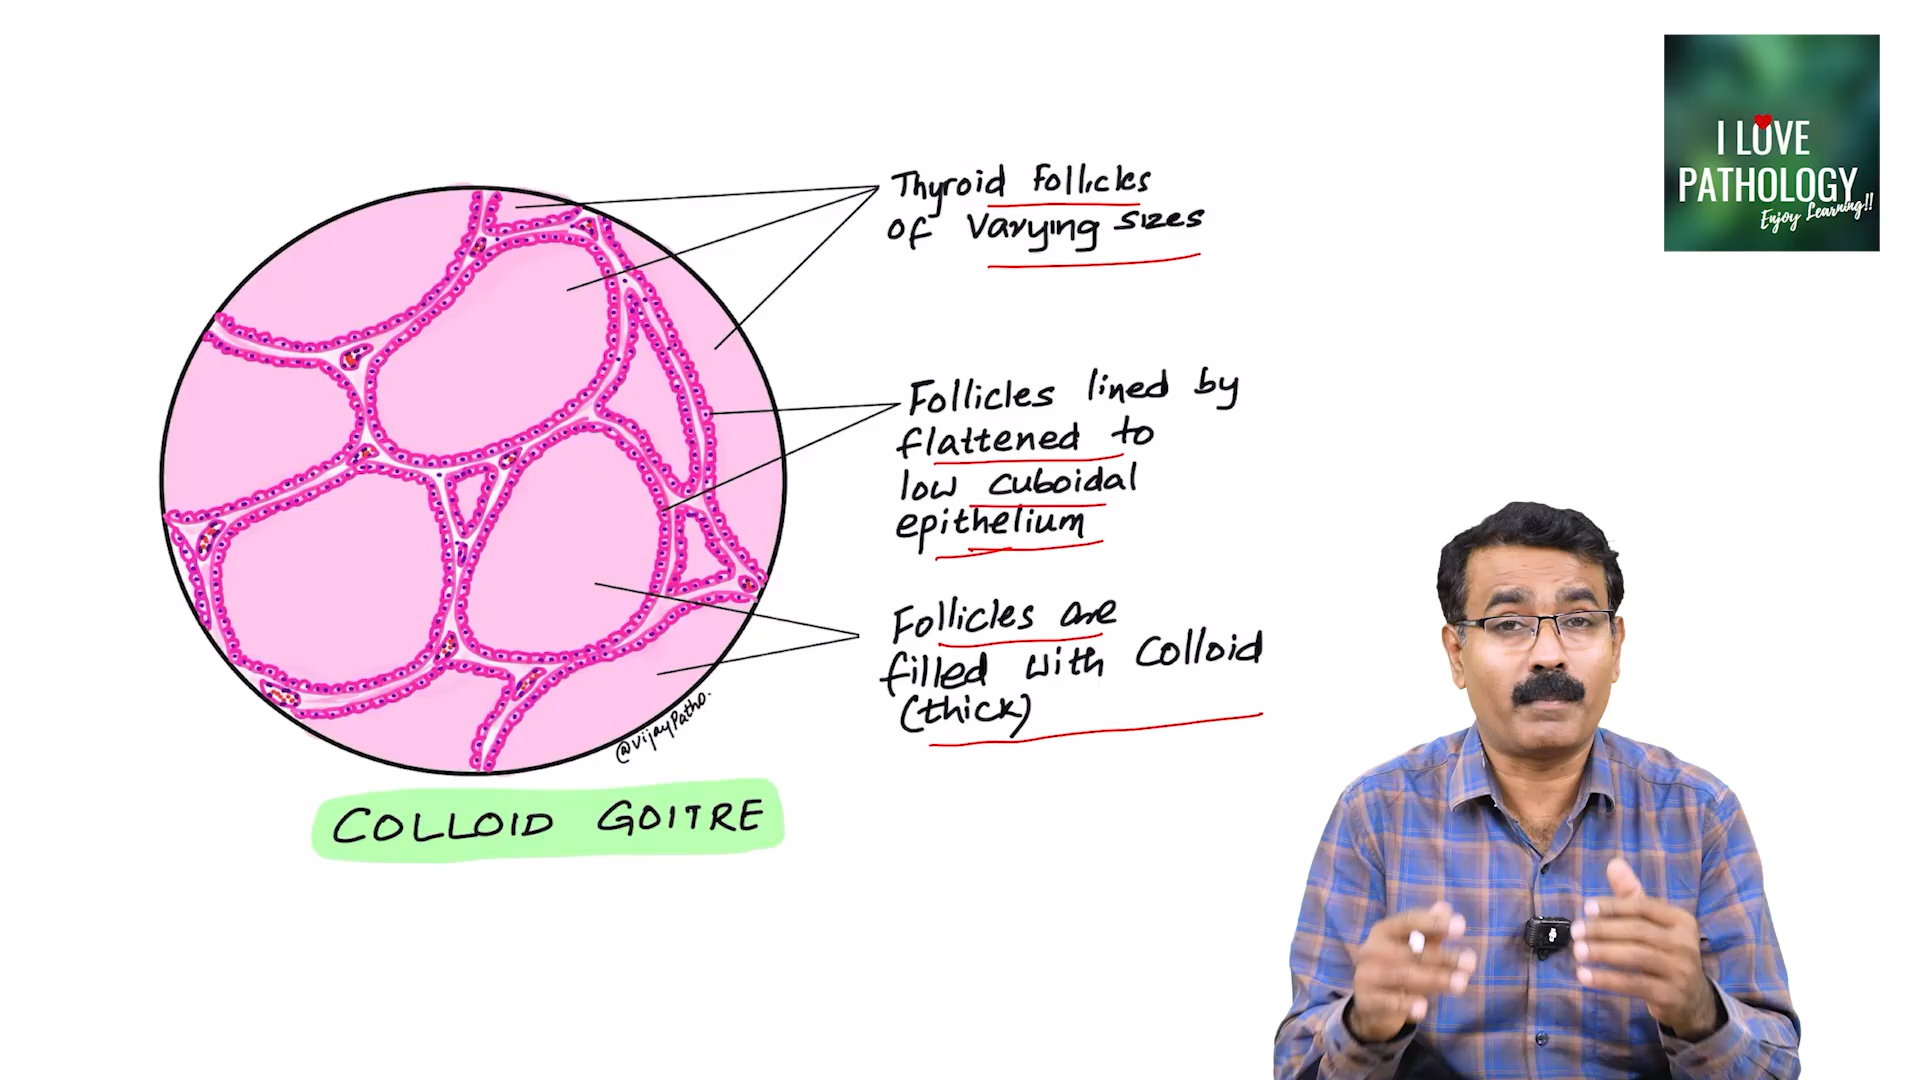 I LOVE
PATHOLOGY
Enjoy Learning!!
Thyroid Follicles
of varying sizes
Follicles lined by
flattened to
low cuboidal
epithelium
Follicles are
filled with colloid
(thick)
@vijayPatho.
COLLOID GOITRE